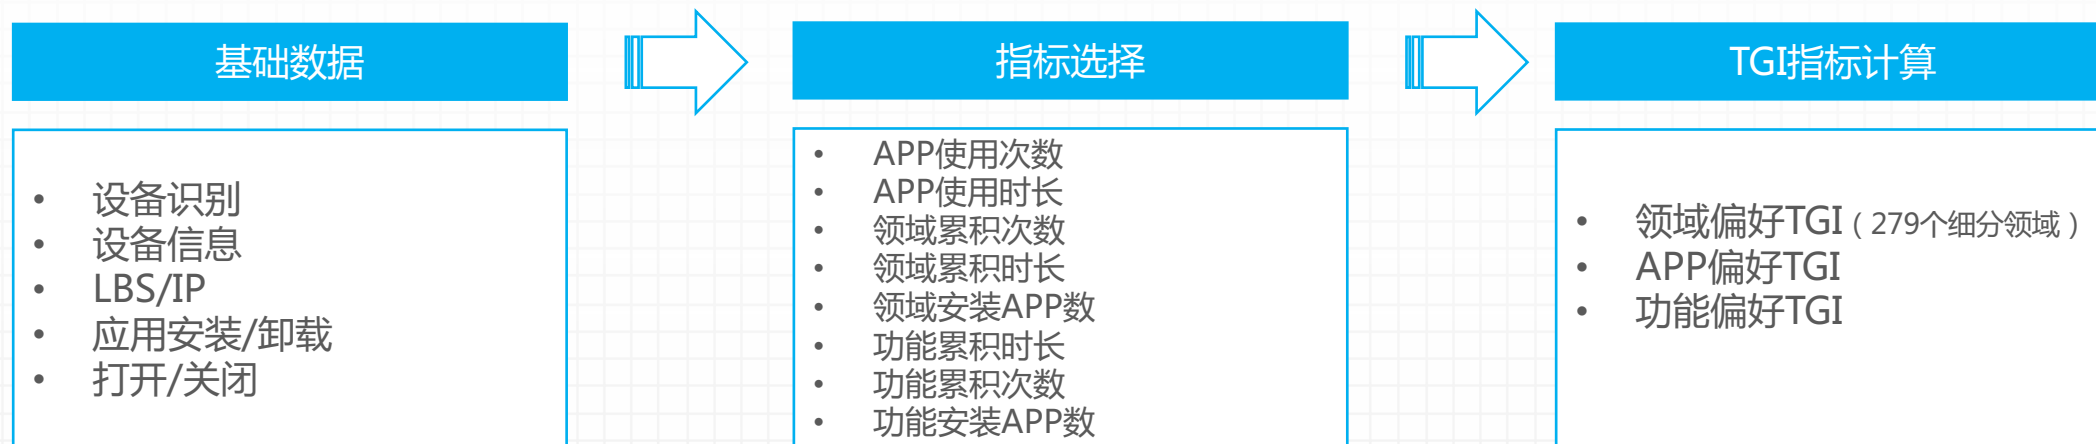 基础数据
指标选择
TGI指标计算
• 设备识别
• 设备信息
• LBS/IP
• 应用安装/卸载
• 打开/关闭
• APP使用次数
• APP使用时长
• 领域累积次数
• 领域累积时长
• 领域安装APP数
• 功能累积时长
• 功能累积次数
• 功能安装APP数
• 领域偏好TGI（279个细分领域）
• APP偏好TGI
• 功能偏好TGI